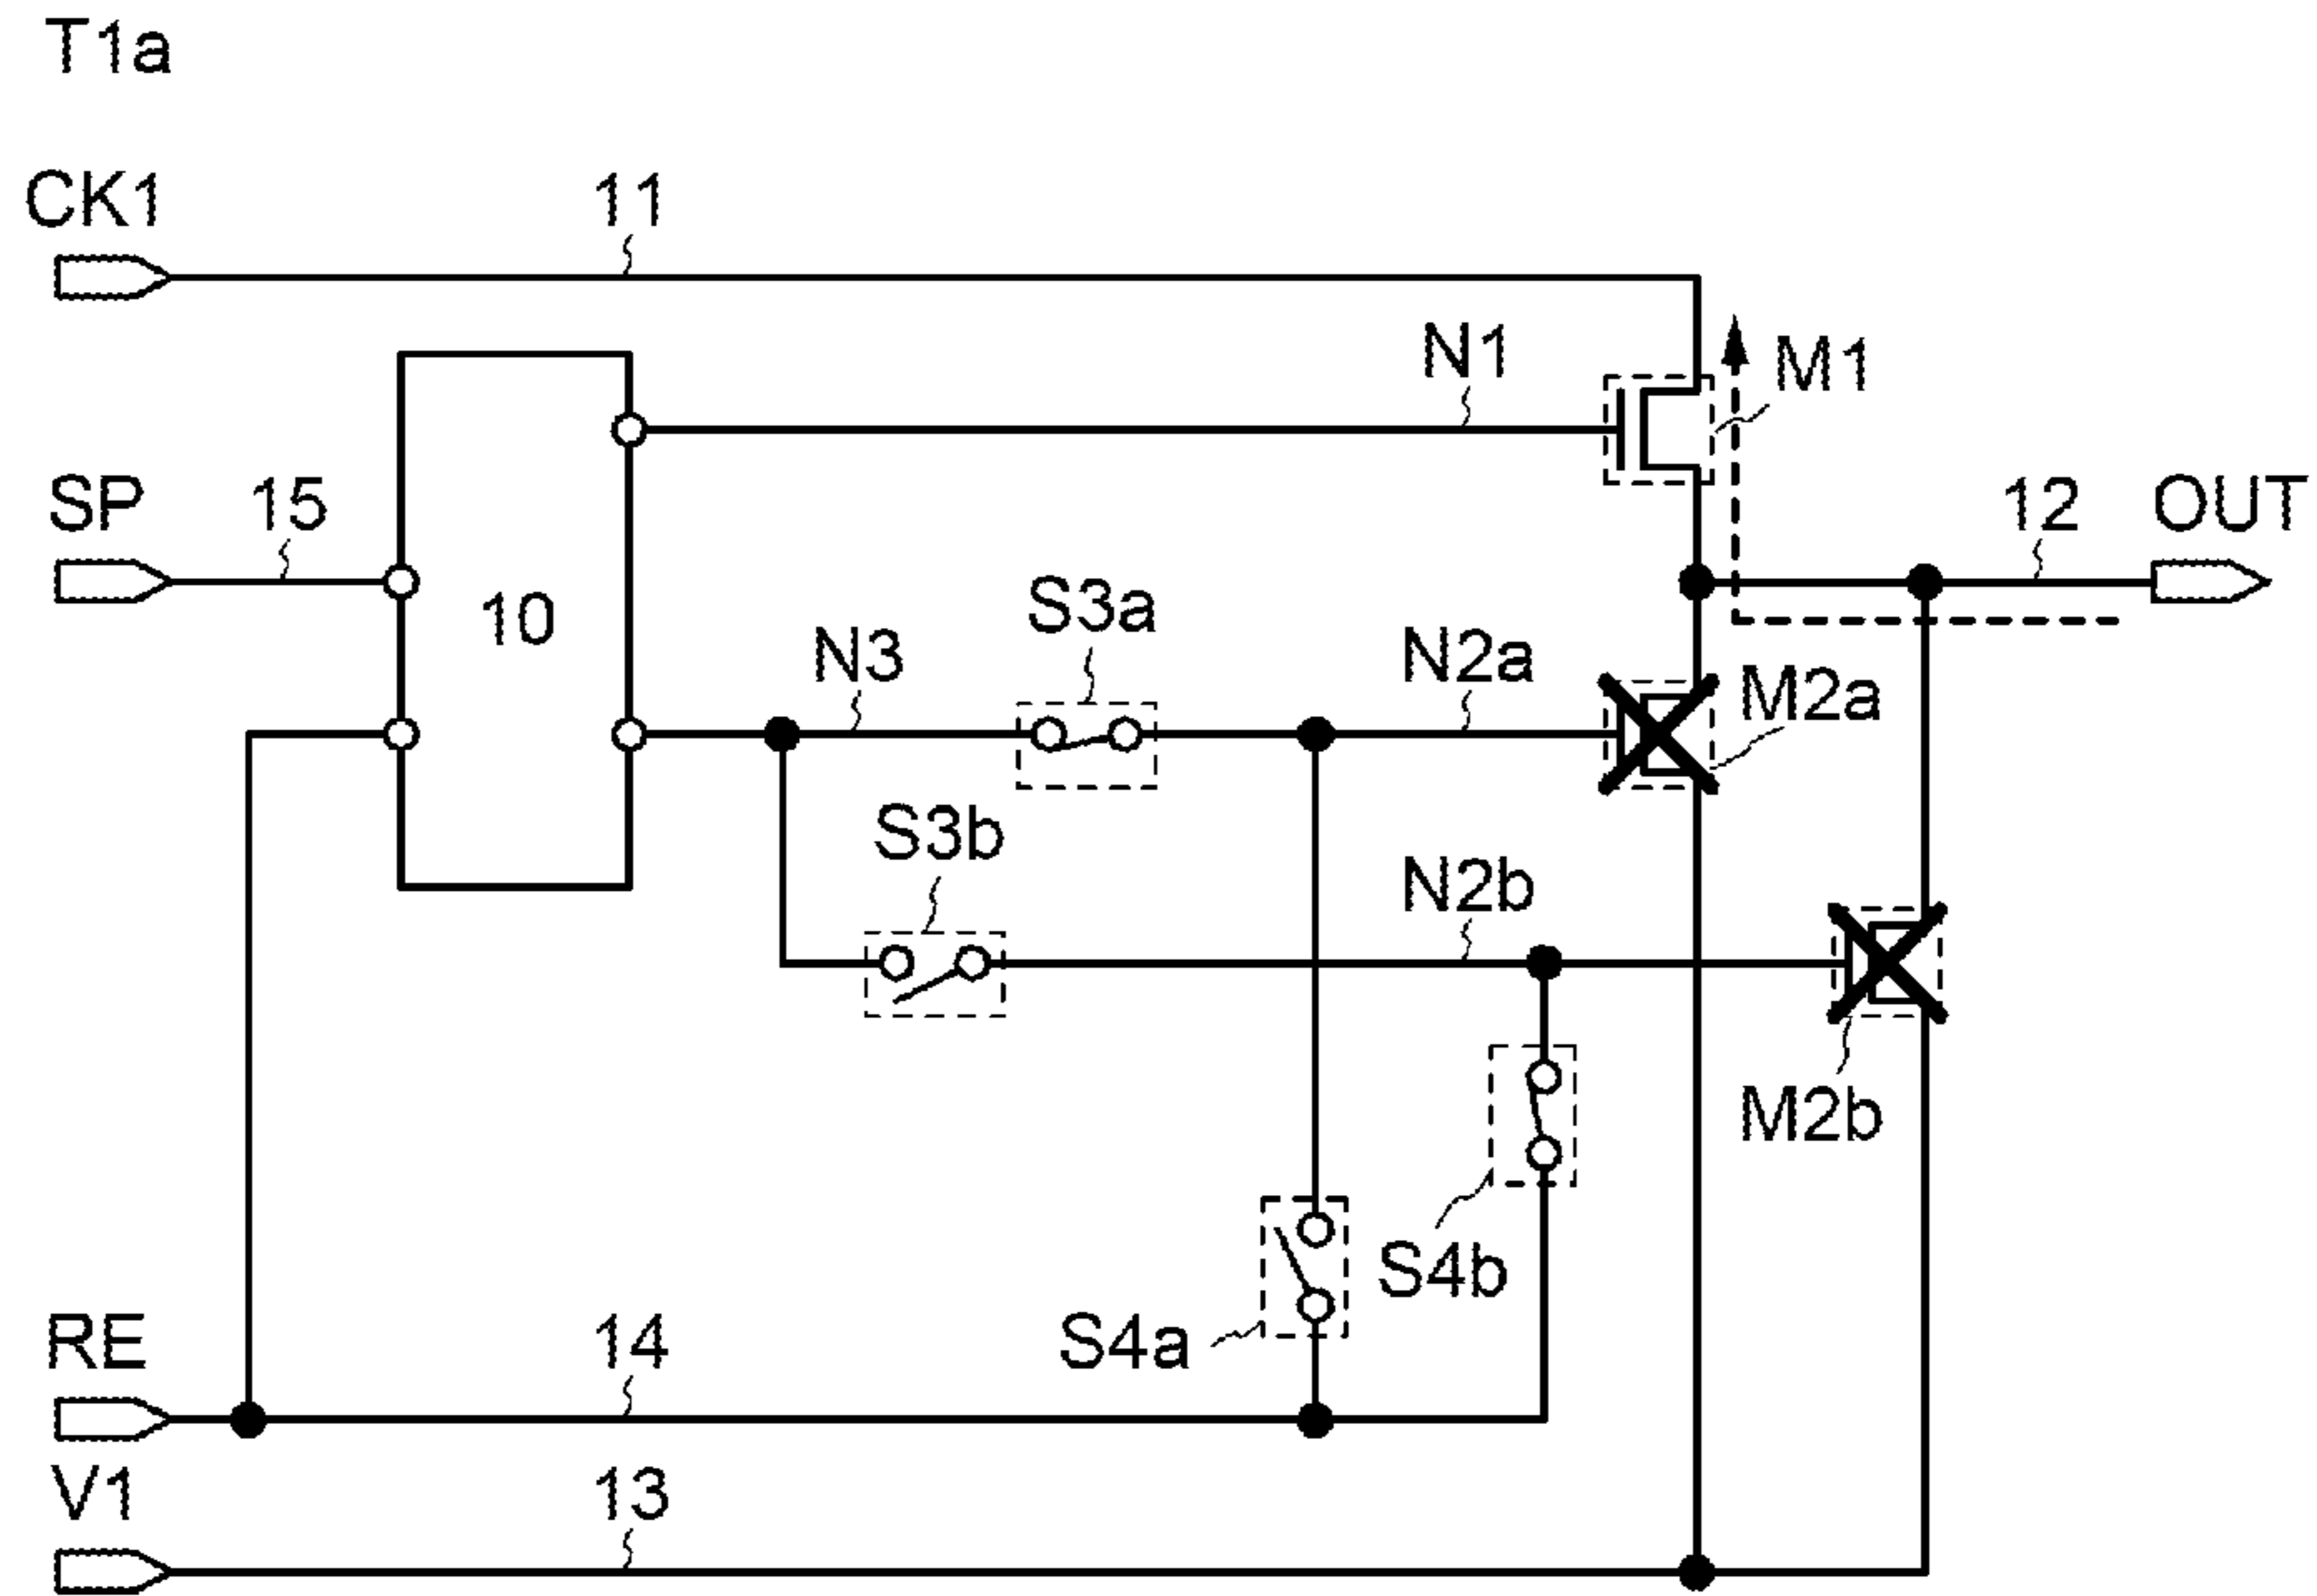 T1a
CK1
11
N1
M1
SP
15
10
12
OUT
S3a
N3
N2a
M2a
S3b
N2b
M2b
S4b
S4a
RE
14
V1
13